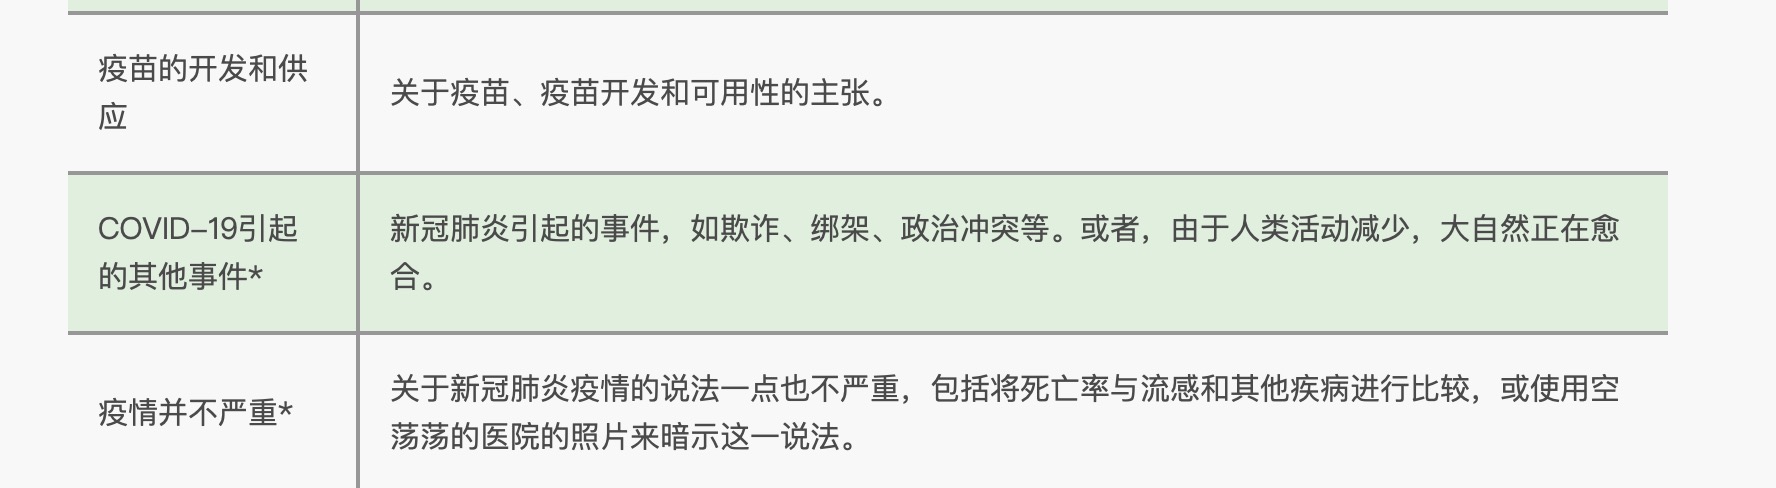 疫苗的开发和供
应
关于疫苗、疫苗开发和可用性的主张。
COVID–19引起
的其他事件*
新冠肺炎引起的事件，如欺诈、绑架、政治冲突等。或者，由于人类活动减少，大自然正在愈
合。
疫情并不严重*
关于新冠肺炎疫情的说法一点也不严重，包括将死亡率与流感和其他疾病进行比较，或使用空
荡荡的医院的照片来暗示这一说法。